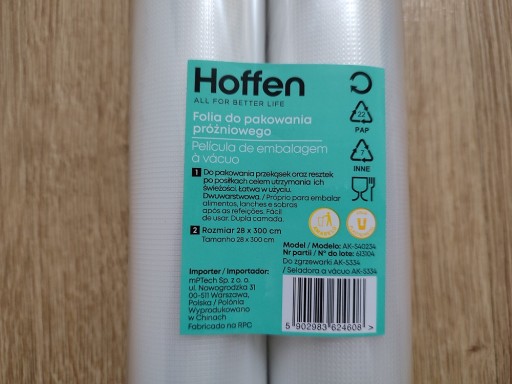 Hoffen
ALL FOR BETTER LIFE
Folia do pakowania
próżniowego
Película de embalagem
à vácuo
1 Do pakowania przekąsek oraz resztek
po posiłkach celem utrzymania ich
świeżości. Łatwa w użyciu.
Dwuwarstwowa. / Próprio para embalar
alimentos, lanches e sobras
após as refeições. Fácil
de usar. Dupla camada.
2 Rozmiar 28 x 300 cm
Tamanho 28 x 300 cm
Importer / Importador:
mPTech Sp. z o. o.
ul. Nowogrodzka 31
00-511 Warszawa,
Polska / Polónia
Wyprodukowano
w Chinach
Fabricado na RPC
22
PAP
7
INNE
Model / Modelo: AK-S40234
Nr partii / N° do lote: 613104
Do zgrzewarki AK-5334
/ Seladora a vácuo AK-5334
5 902983 624608 >